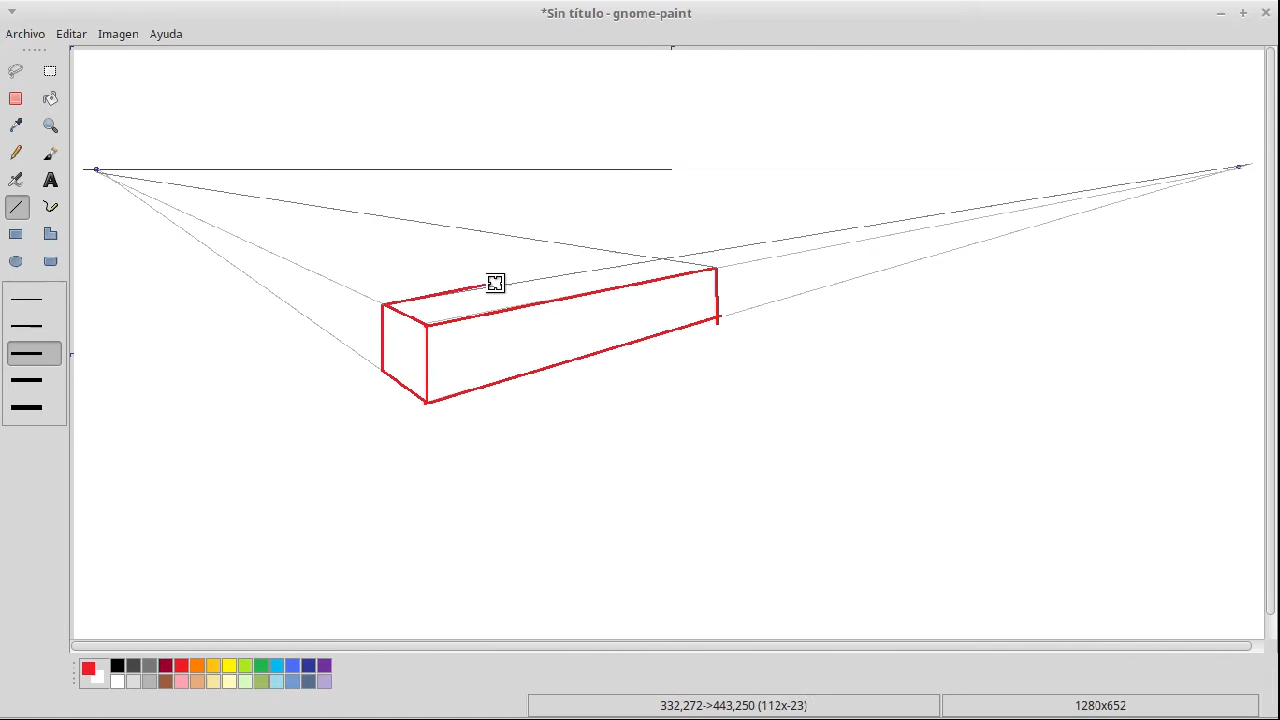 *Sin título - gnome-paint
Archivo Editar Imagen Ayuda
A
332,272->443,250 (112x-23)
1280x652